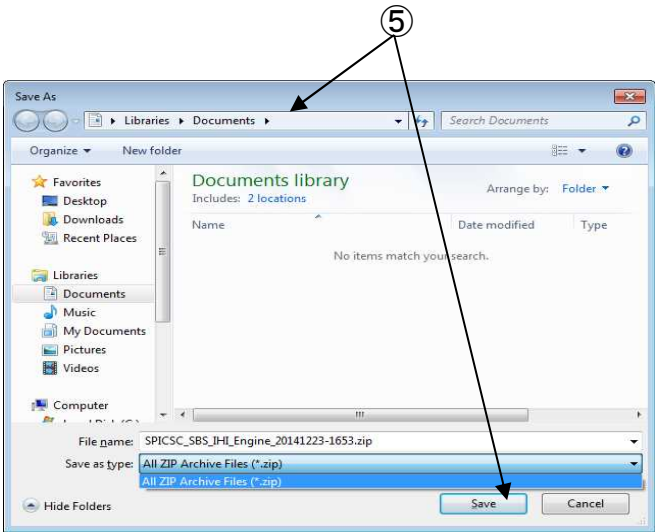 ⑤
Save As
Libraries Documents
Search Documents
Organize New folder
Favorites
Desktop
Downloads
Recent Places
Libraries
Documents
Music
My Documents
Pictures
Videos
Computer
Documents library
Includes: 2 locations
Arrange by: Folder
Name Date modified Type
No items match your search.
File name: SPICSC_SBS_IHI_Engine_20141223-1653.zip
Save as type: All ZIP Archive Files (*.zip)
All ZIP Archive Files (*.zip)
Hide Folders
Save Cancel